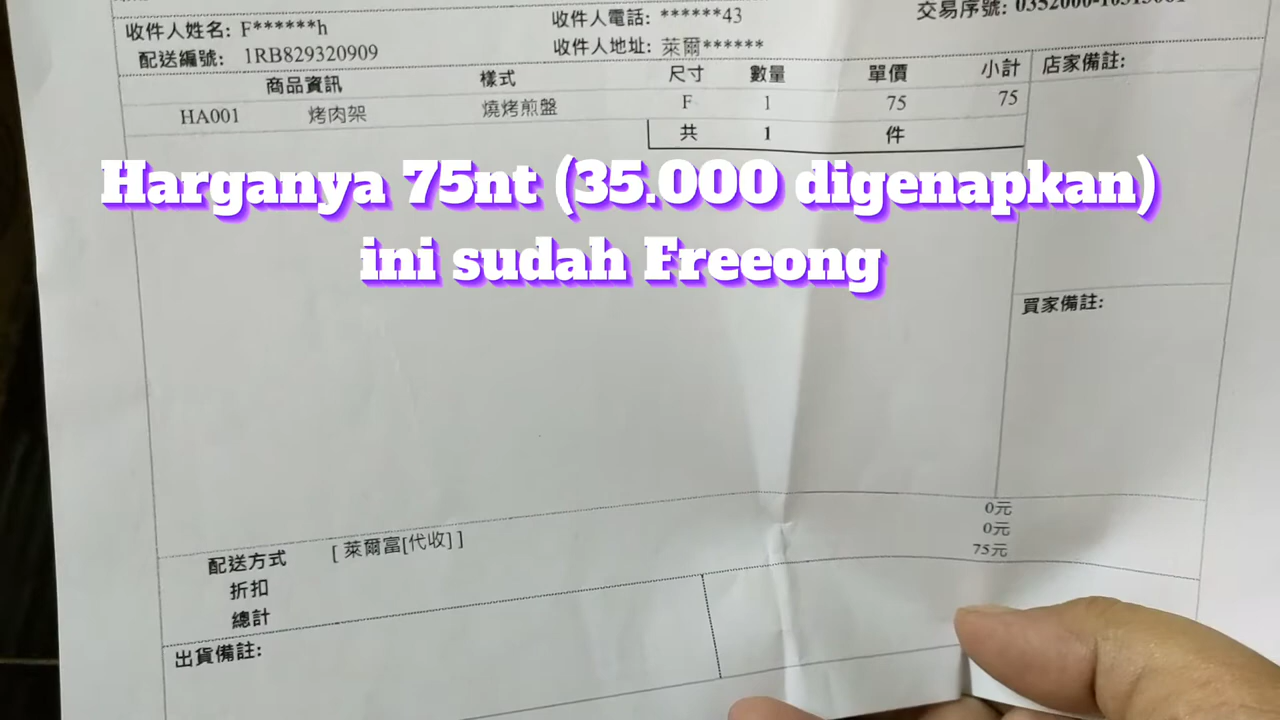 收件人姓名: F******h
收件人電話: ******43
交易序號:
配送編號: 1RB829320909
收件人地址: 萊爾******
商品資訊 樣式 尺寸 數量 單價 小計 店家備註:
HA001 烤肉架 燒烤煎盤 F 1 75 75
共 1 件
Harganya 75nt (35.000 digenapkan)
ini sudah Freeong
買家備註:
配送方式 [ 萊爾富[代收] ] 0元
折扣 0元
總計 75元
出貨備註: